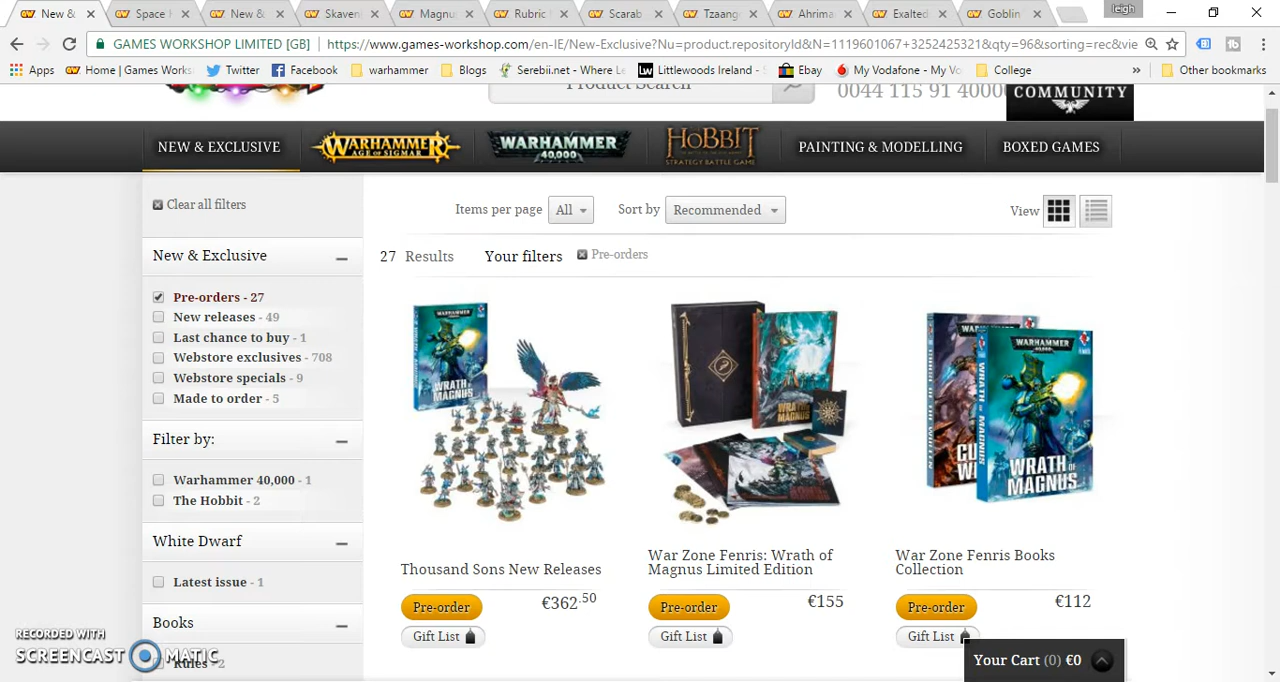 New &
Space
New &
Skaven
Magnu
Rubric
Scarab
Tzaang
Ahrima
Exalted
Goblin
leigh
GAMES WORKSHOP LIMITED [GB]
https://www.games-workshop.com/en-IE/New-Exclusive?Nu=product.repositoryId&N=1119601067+3252425321&qty=96&sorting=rec&vie
Apps
Home | Games Works
Twitter
Facebook
warhammer
Blogs
Serebii.net - Where Le
Littlewoods Ireland -
Ebay
My Vodafone - My Vo
College
»
Other bookmarks
Product Search
0044 115 91 40000
COMMUNITY
NEW & EXCLUSIVE
WARHAMMER
AGE OF SIGMAR
WARHAMMER
40,000
THE HOBBIT
STRATEGY BATTLE GAME
PAINTING & MODELLING
BOXED GAMES
Clear all filters
Items per page
All
Sort by
Recommended
View
New & Exclusive
27 Results
Your filters
Pre-orders
Pre-orders - 27
New releases - 49
Last chance to buy - 1
Webstore exclusives - 708
Webstore specials - 9
Made to order - 5
Filter by:
Warhammer 40,000 - 1
The Hobbit - 2
White Dwarf
Latest issue - 1
Books
Rules - 2
WARHAMMER
WRATH OF
MAGNUS
WARHAMMER
WRATH OF MAGNUS
WRATH OF
MAGNUS
Thousand Sons New Releases
€362.50
Pre-order
Gift List
War Zone Fenris: Wrath of
Magnus Limited Edition
€155
Pre-order
Gift List
War Zone Fenris Books
Collection
€112
Pre-order
Gift List
Your Cart (0) €0
RECORDED WITH
SCREENCAST MATIC